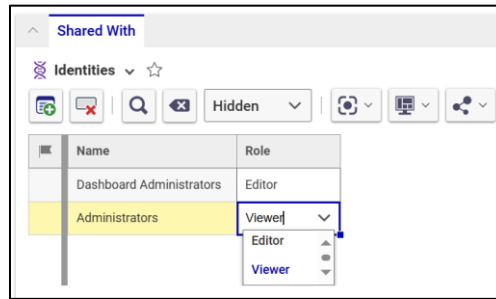 Shared With
Identities
Hidden
Name Role
Dashboard Administrators Editor
Administrators Viewer
Editor
Viewer